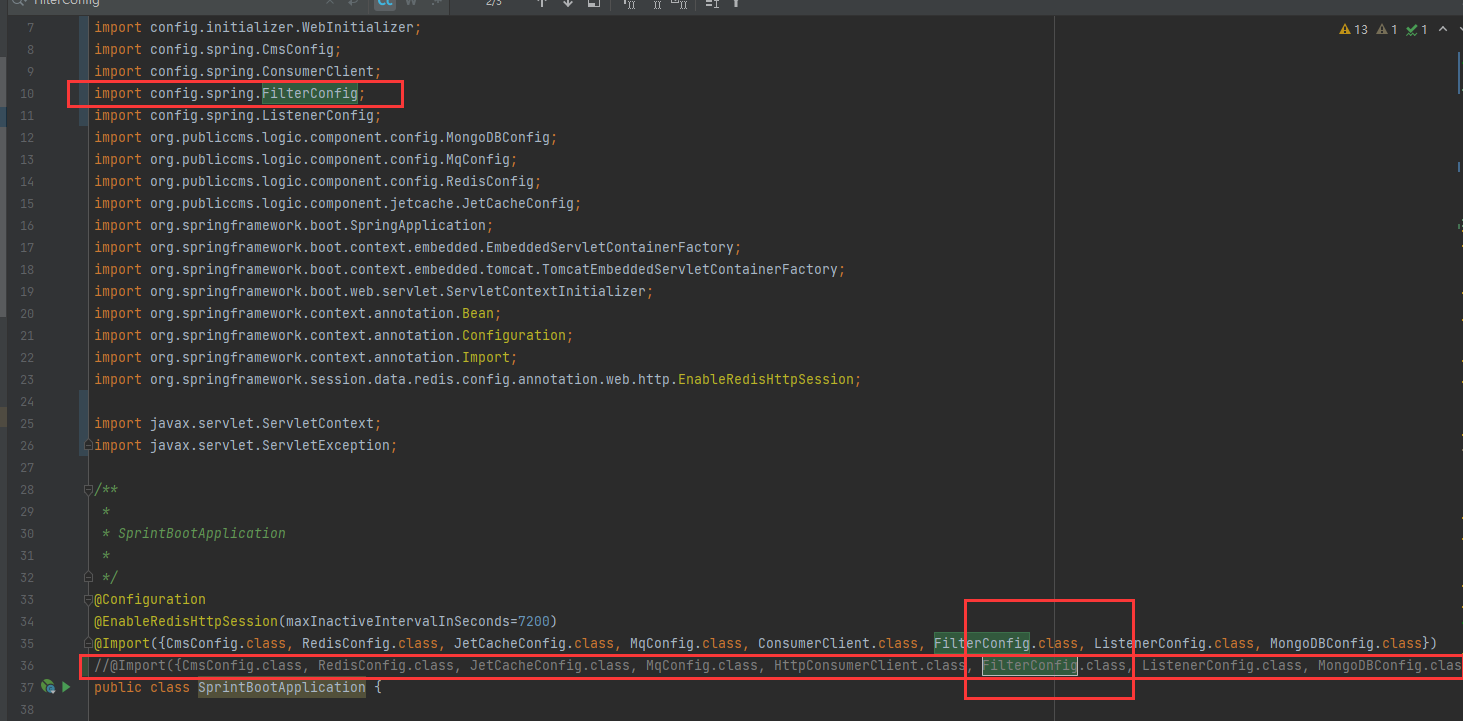 FilterConfig
Cc W .* 2/3
13 1 1
7 import config.initializer.WebInitializer;
8 import config.spring.CmsConfig;
9 import config.spring.ConsumerClient;
10 import config.spring.FilterConfig;
11 import config.spring.ListenerConfig;
12 import org.publiccms.logic.component.config.MongoDBConfig;
13 import org.publiccms.logic.component.config.MqConfig;
14 import org.publiccms.logic.component.config.RedisConfig;
15 import org.publiccms.logic.component.jetcache.JetCacheConfig;
16 import org.springframework.boot.SpringApplication;
17 import org.springframework.boot.context.embedded.EmbeddedServletContainerFactory;
18 import org.springframework.boot.context.embedded.tomcat.TomcatEmbeddedServletContainerFactory;
19 import org.springframework.boot.web.servlet.ServletContextInitializer;
20 import org.springframework.context.annotation.Bean;
21 import org.springframework.context.annotation.Configuration;
22 import org.springframework.context.annotation.Import;
23 import org.springframework.session.data.redis.config.annotation.web.http.EnableRedisHttpSession;
24
25 import javax.servlet.ServletContext;
26 import javax.servlet.ServletException;
27
28 /**
29 *
30 * SprintBootApplication
31 *
32 */
33 @Configuration
34 @EnableRedisHttpSession(maxInactiveIntervalInSeconds=7200)
35 @Import({CmsConfig.class, RedisConfig.class, JetCacheConfig.class, MqConfig.class, ConsumerClient.class, FilterConfig.class, ListenerConfig.class, MongoDBConfig.class})
36 //@Import({CmsConfig.class, RedisConfig.class, JetCacheConfig.class, MqConfig.class, HttpConsumerClient.class, FilterConfig.class, ListenerConfig.class, MongoDBConfig.clas
37 public class SprintBootApplication {
38